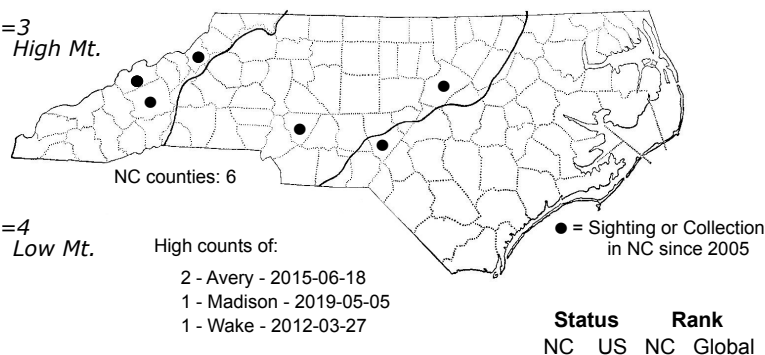 =3
High Mt.
NC counties: 6
=4
Low Mt.
High counts of:
2 - Avery - 2015-06-18
1 - Madison - 2019-05-05
1 - Wake - 2012-03-27
● = Sighting or Collection
in NC since 2005
Status Rank
NC US NC Global